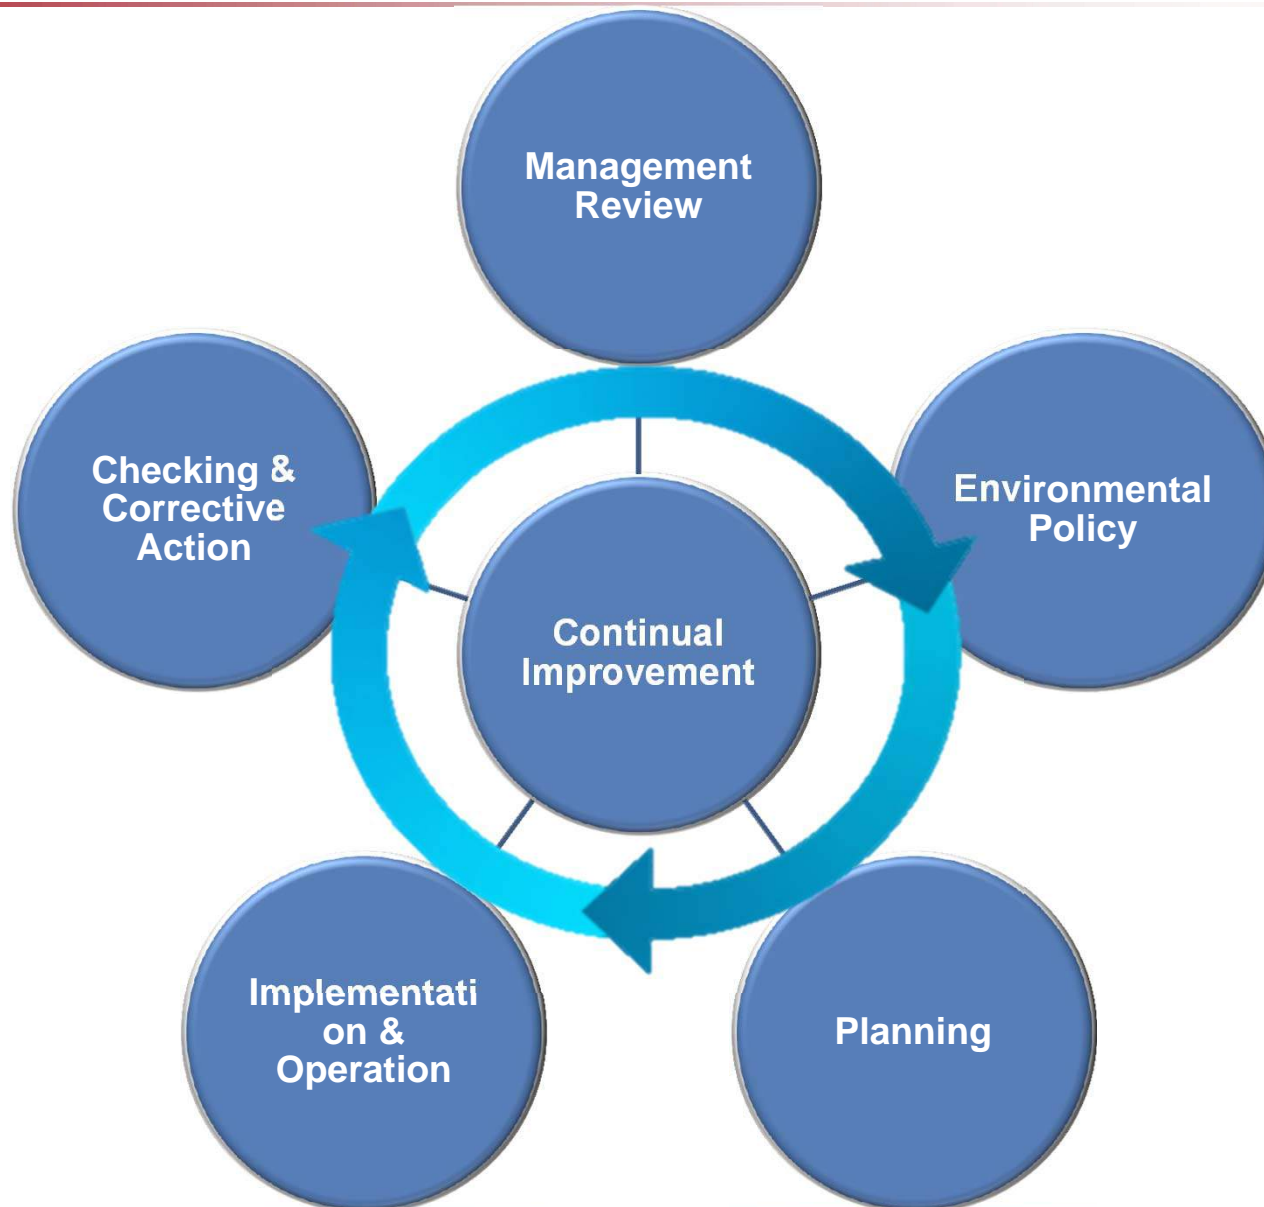 Management
Review
Checking &
Corrective
Action
Environmental
Policy
Continual
Improvement
Implementati
on &
Operation
Planning